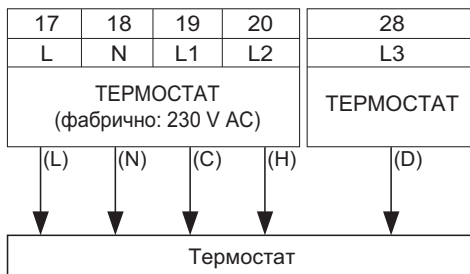 17 18 19 20 28
L N L1 L2 L3
ТЕРМОСТАТ
(фабрично: 230 V AC)
ТЕРМОСТАТ
(L) (N) (C) (H) (D)
Термостат